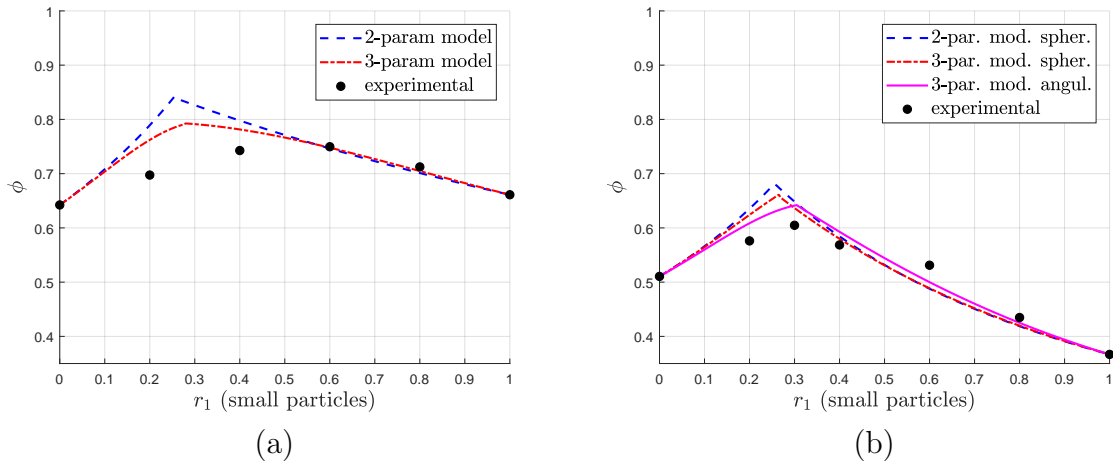 1
0.9
0.8
0.7
0.6
0.5
0.4
ϕ
0 0.1 0.2 0.3 0.4 0.5 0.6 0.7 0.8 0.9 1
r₁ (small particles)
2-param model
3-param model
experimental
(a)
1
0.9
0.8
0.7
0.6
0.5
0.4
ϕ
0 0.1 0.2 0.3 0.4 0.5 0.6 0.7 0.8 0.9 1
r₁ (small particles)
2-par. mod. spher.
3-par. mod. spher.
3-par. mod. angul.
experimental
(b)